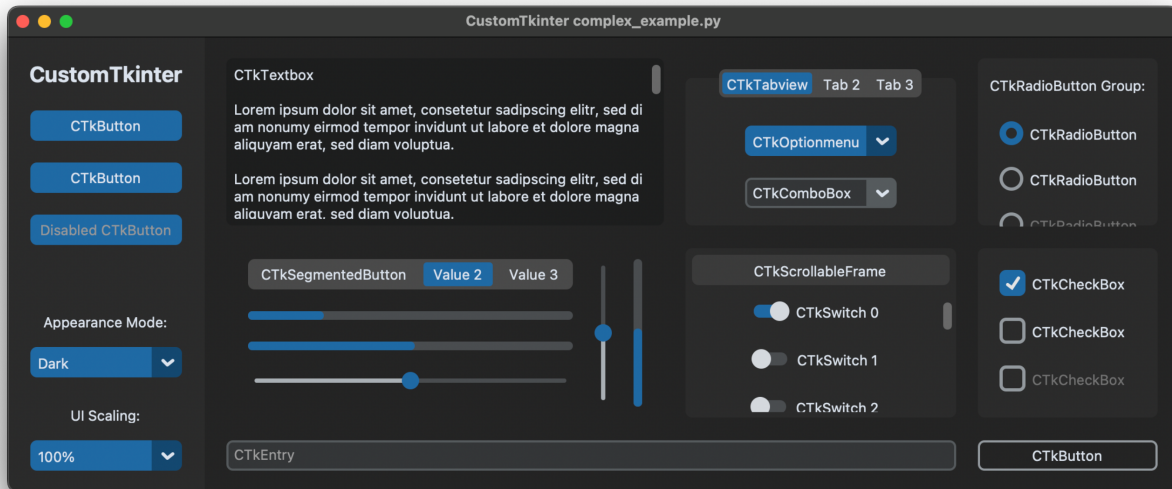 CustomTkinter complex_example.py
CustomTkinter
CTkButton
CTkButton
Disabled CTkButton
Appearance Mode:
Dark
UI Scaling:
100%
CTkTextbox
Lorem ipsum dolor sit amet, consetetur sadipscing elitr, sed di
am nonumy eirmod tempor invidunt ut labore et dolore magna
aliquyam erat, sed diam voluptua.
Lorem ipsum dolor sit amet, consetetur sadipscing elitr, sed di
am nonumy eirmod tempor invidunt ut labore et dolore magna
aliquyam erat, sed diam voluptua.
CTkTabview Tab 2 Tab 3
CTkOptionmenu
CTkComboBox
CTkRadioButton Group:
CTkRadioButton
CTkRadioButton
CTkRadioButton
CTkSegmentedButton Value 2 Value 3
CTkScrollableFrame
CTkSwitch 0
CTkSwitch 1
CTkSwitch 2
CTkCheckBox
CTkCheckBox
CTkCheckBox
CTkEntry
CTkButton